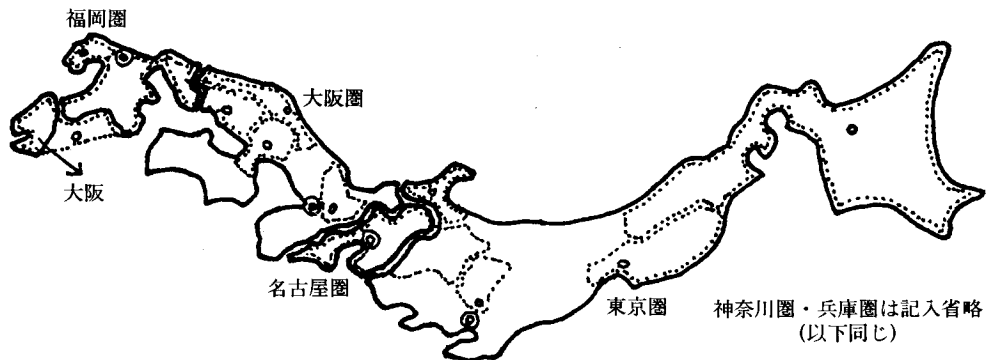 福岡圏
大阪圏
大阪
名古屋圏
東京圏
神奈川圏・兵庫圏は記入省略
(以下同じ)